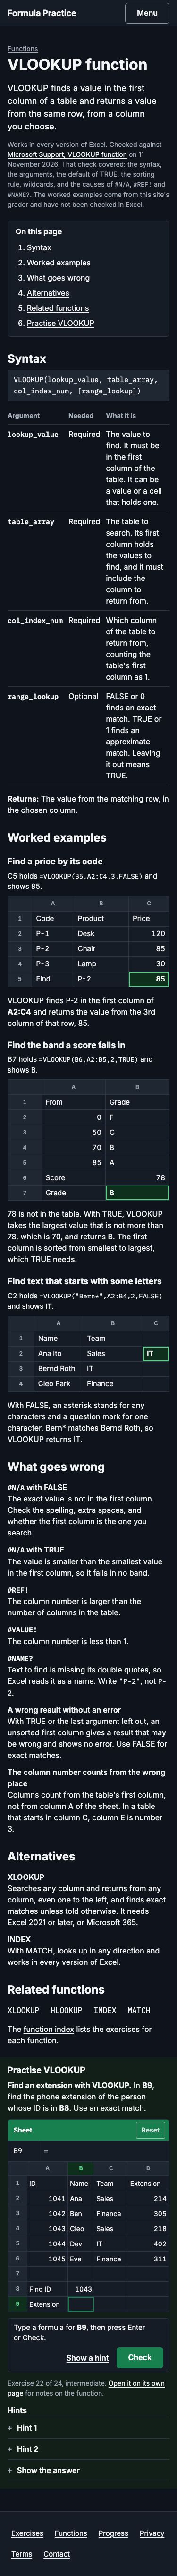 Formula Practice
Menu
Functions
VLOOKUP function
VLOOKUP finds a value in the first
column of a table and returns a value
from the same row, from a column
you choose.
Works in every version of Excel. Checked against
Microsoft Support, VLOOKUP function on 11
November 2026. That check covered: the syntax,
the arguments, the default of TRUE, the sorting
rule, wildcards, and the causes of #N/A, #REF! and
#NAME?. The worked examples come from this site's
grader and have not been checked in Excel.
On this page
1. Syntax
2. Worked examples
3. What goes wrong
4. Alternatives
5. Related functions
6. Practise VLOOKUP
Syntax
VLOOKUP(lookup_value, table_array,
col_index_num, [range_lookup])
Argument Needed What it is
lookup_value Required The value to
find. It must be
in the first
column of the
table. It can be
a value or a cell
that holds one.
table_array Required The table to
search. Its first
column holds
the values to
find, and it must
include the
column to
return from.
col_index_num Required Which column
of the table to
return from,
counting the
table's first
column as 1.
range_lookup Optional FALSE or 0
finds an exact
match. TRUE or
1 finds an
approximate
match. Leaving
it out means
TRUE.
Returns: The value from the matching row, in
the chosen column.
Worked examples
Find a price by its code
C5 holds =VLOOKUP(B5,A2:C4,3,FALSE) and
shows 85.
A B C
1 Code Product Price
2 P-1 Desk 120
3 P-2 Chair 85
4 P-3 Lamp 30
5 Find P-2 85
VLOOKUP finds P-2 in the first column of
A2:C4 and returns the value from the 3rd
column of that row, 85.
Find the band a score falls in
B7 holds =VLOOKUP(B6,A2:B5,2,TRUE) and
shows B.
A B
1 From Grade
2 0 F
3 50 C
4 70 B
5 85 A
6 Score 78
7 Grade B
78 is not in the table. With TRUE, VLOOKUP
takes the largest value that is not more than
78, which is 70, and returns B. The first
column is sorted from smallest to largest,
which TRUE needs.
Find text that starts with some letters
C2 holds =VLOOKUP("Bern*",A2:B4,2,FALSE)
and shows IT.
A B C
1 Name Team
2 Ana Ito Sales IT
3 Bernd Roth IT
4 Cleo Park Finance
With FALSE, an asterisk stands for any
characters and a question mark for one
character. Bern* matches Bernd Roth, so
VLOOKUP returns IT.
What goes wrong
#N/A with FALSE
The exact value is not in the first column.
Check the spelling, extra spaces, and
whether the first column is the one you
search.
#N/A with TRUE
The value is smaller than the smallest value
in the first column, so it falls in no band.
#REF!
The column number is larger than the
number of columns in the table.
#VALUE!
The column number is less than 1.
#NAME?
Text to find is missing its double quotes, so
Excel reads it as a name. Write "P-2", not P-
2.
A wrong result without an error
With TRUE or the last argument left out, an
unsorted first column gives a result that may
be wrong and shows no error. Use FALSE for
exact matches.
The column number counts from the wrong
place
Columns count from the table's first column,
not from column A of the sheet. In a table
that starts in column C, column E is number
3.
Alternatives
XLOOKUP
Searches any column and returns from any
column, even one to the left, and finds exact
matches unless told otherwise. It needs
Excel 2021 or later, or Microsoft 365.
INDEX
With MATCH, looks up in any direction and
works in every version of Excel.
Related functions
XLOOKUP HLOOKUP INDEX MATCH
The function index lists the exercises for
each function.
Practise VLOOKUP
Find an extension with VLOOKUP. In B9,
find the phone extension of the person
whose ID is in B8. Use an exact match.
Sheet Reset
B9 =
A B C D
1 ID Name Team Extension
2 1041 Ana Sales 214
3 1042 Ben Finance 305
4 1043 Cleo Sales 218
5 1044 Dev IT 402
6 1045 Eve Finance 311
7
8 Find ID 1043
9 Extension
Type a formula for B9, then press Enter
or Check.
Show a hint Check
Exercise 22 of 24, intermediate. Open it on its own
page for notes on the function.
Hints
+ Hint 1
+ Hint 2
+ Show the answer
Exercises Functions Progress Privacy
Terms Contact